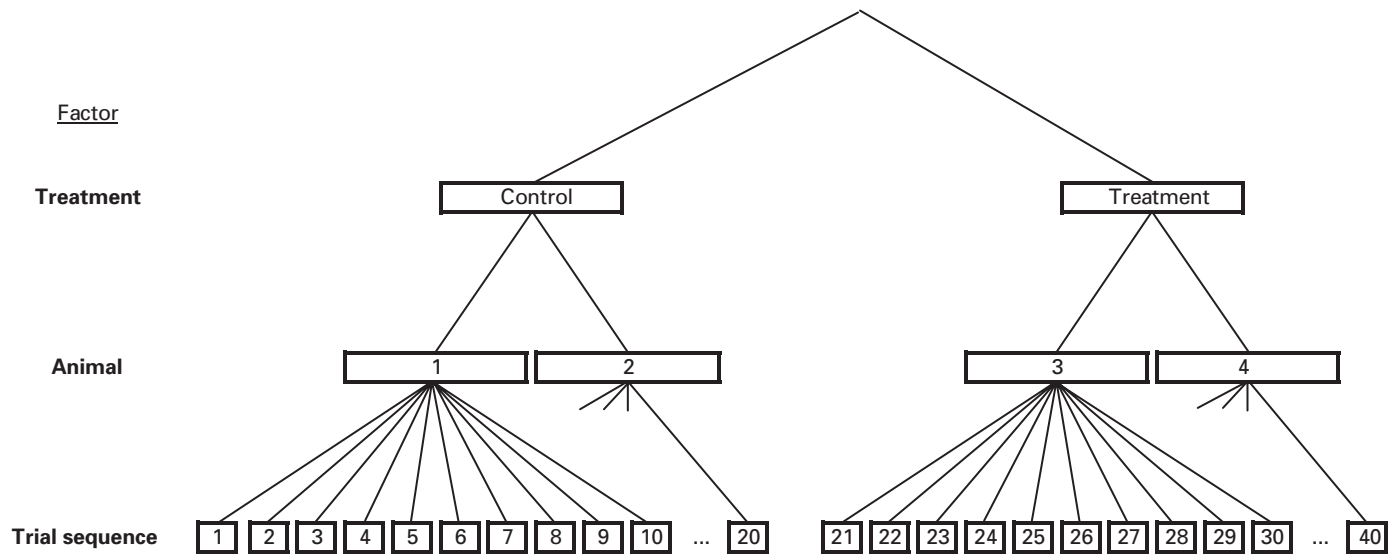 Factor
Treatment Control Treatment
Animal 1 2 3 4
Trial sequence 1 2 3 4 5 6 7 8 9 10 ... 20 21 22 23 24 25 26 27 28 29 30 ... 40